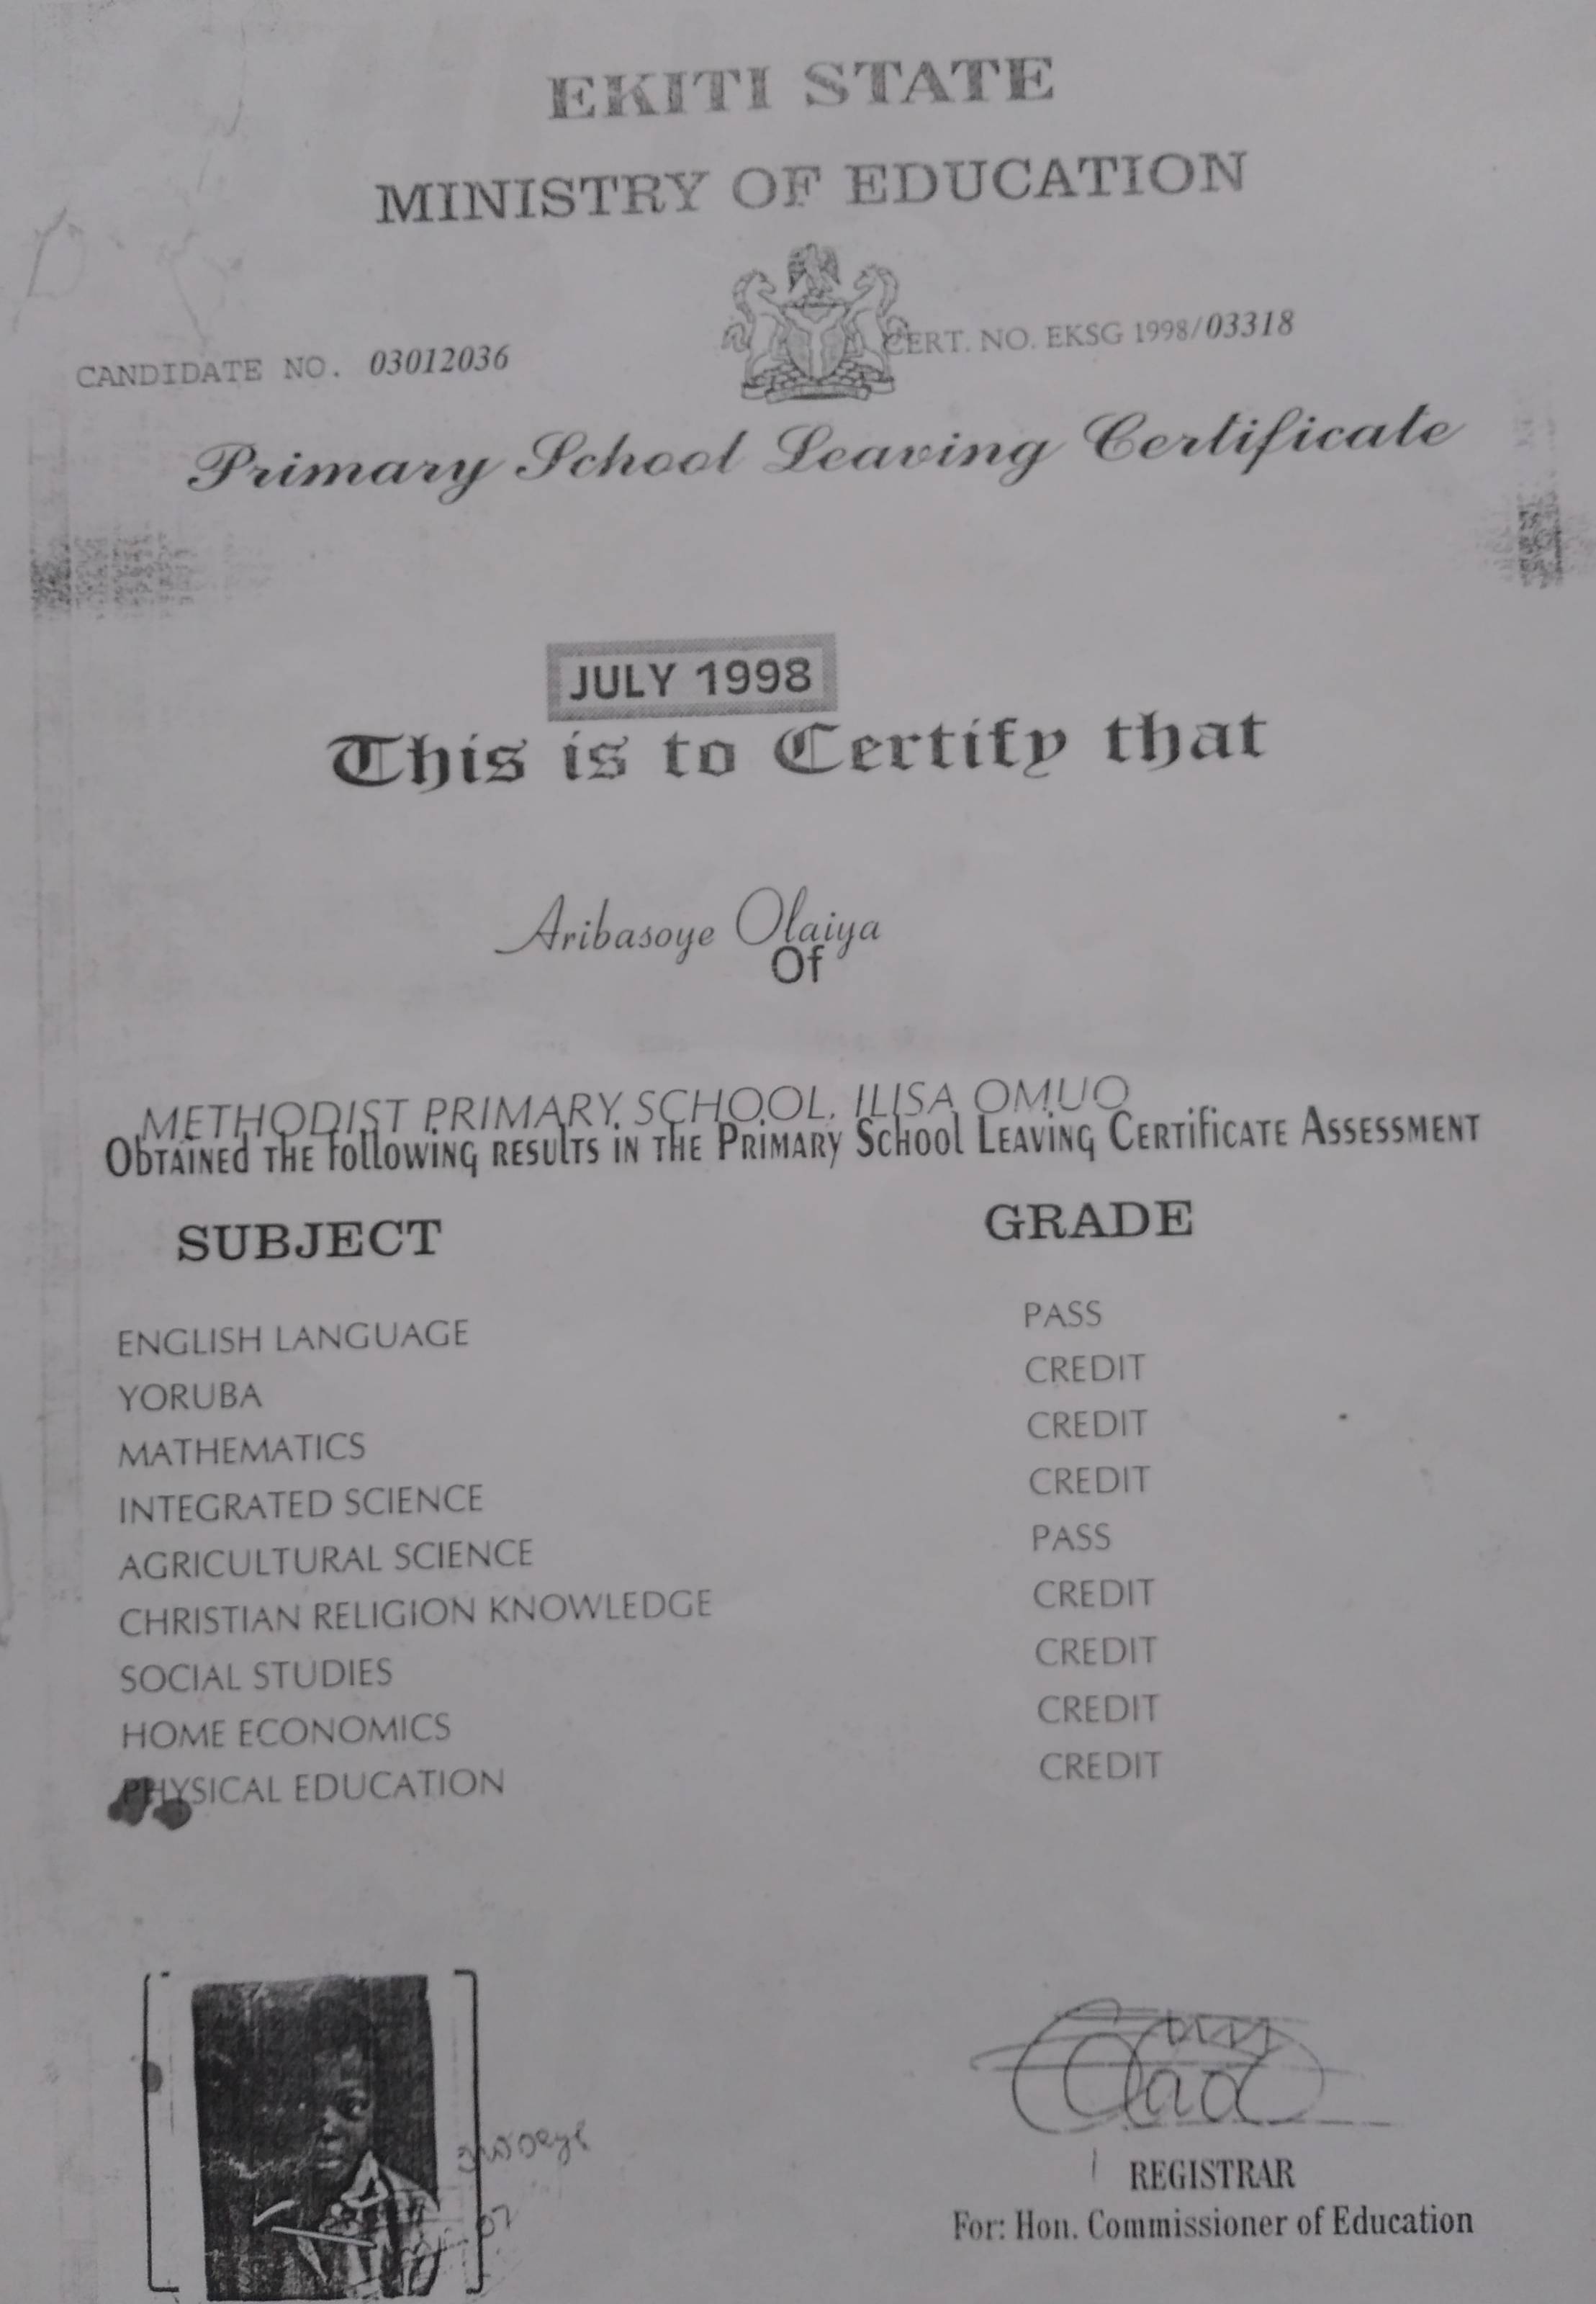 EKITI STATE
MINISTRY OF EDUCATION
CANDIDATE NO. 03012036
CERT. NO. EKSG 1998/03318
Primary School Leaving Certificate
JULY 1998
This is to Certify that
Aribasoye Olaiya
Of
METHODIST PRIMARY. SCHOOL, ILISA OMUO
Obtained the following results in the Primary School Leaving Certificate Assessment
SUBJECT GRADE
ENGLISH LANGUAGE PASS
YORUBA CREDIT
MATHEMATICS CREDIT
INTEGRATED SCIENCE CREDIT
AGRICULTURAL SCIENCE PASS
CHRISTIAN RELIGION KNOWLEDGE CREDIT
SOCIAL STUDIES CREDIT
HOME ECONOMICS CREDIT
PHYSICAL EDUCATION CREDIT
REGISTRAR
For: Hon. Commissioner of Education